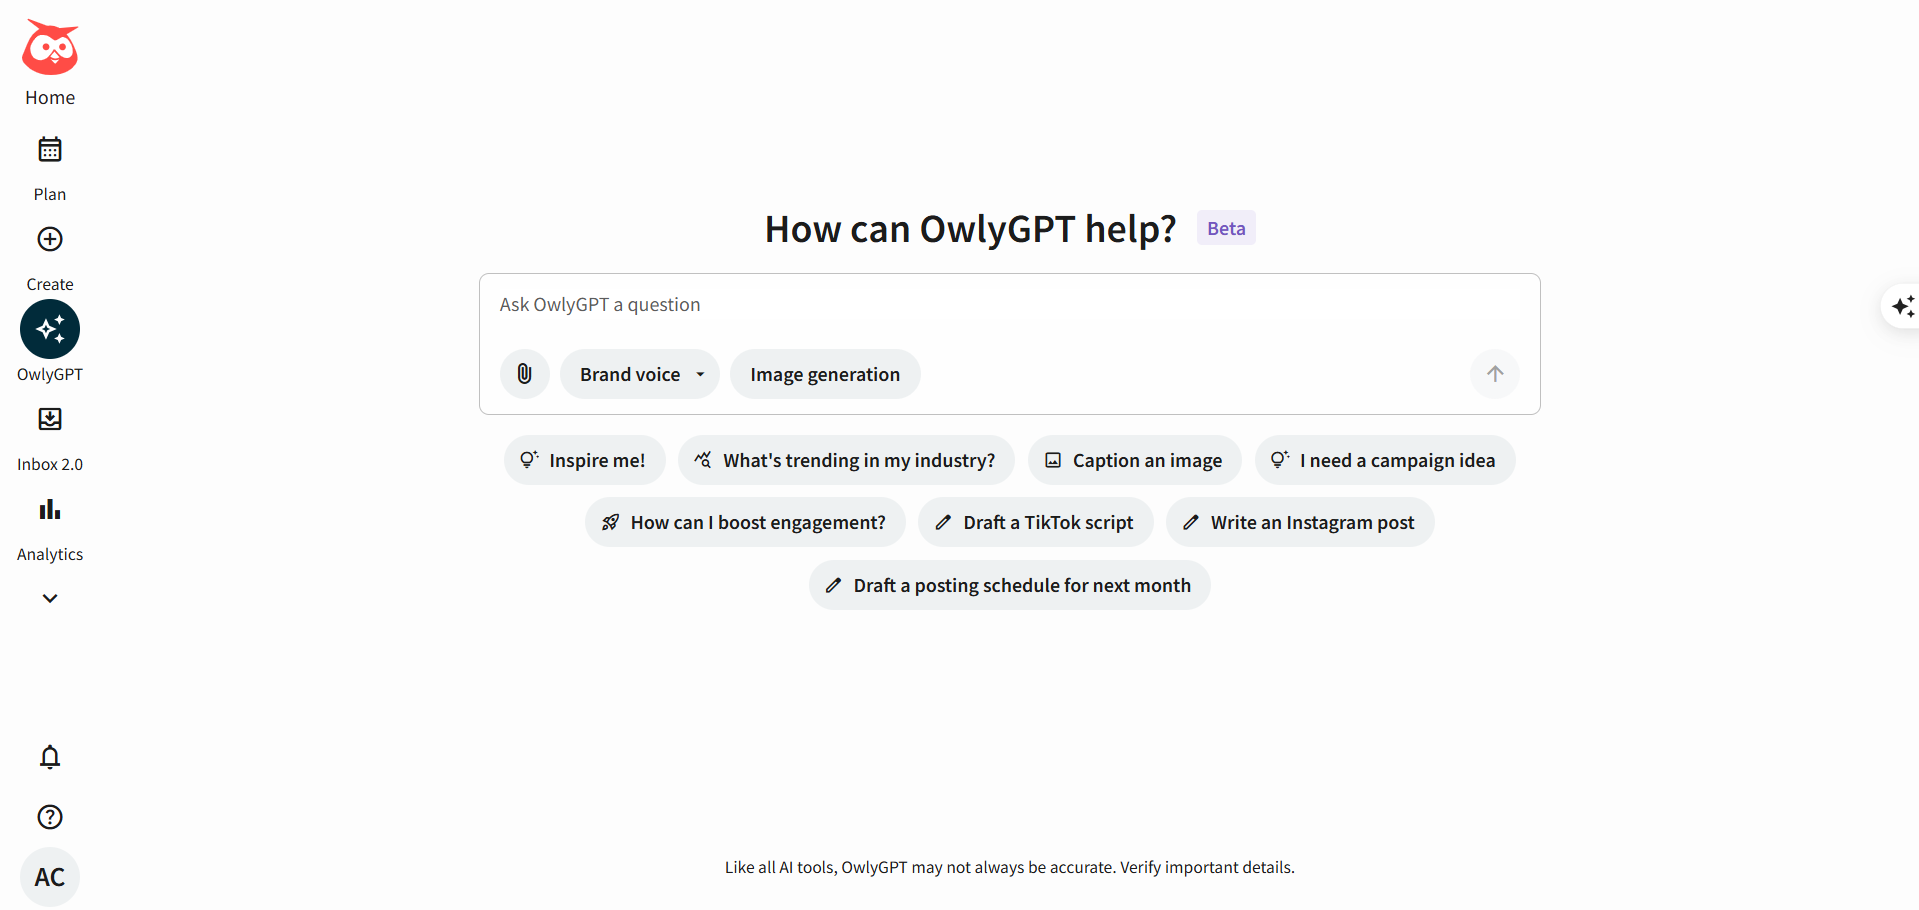 Home
Plan
Create
OwlyGPT
Inbox 2.0
Analytics
AC
How can OwlyGPT help? Beta
Ask OwlyGPT a question
Brand voice Image generation
Inspire me! What's trending in my industry? Caption an image I need a campaign idea
How can I boost engagement? Draft a TikTok script Write an Instagram post
Draft a posting schedule for next month
Like all AI tools, OwlyGPT may not always be accurate. Verify important details.